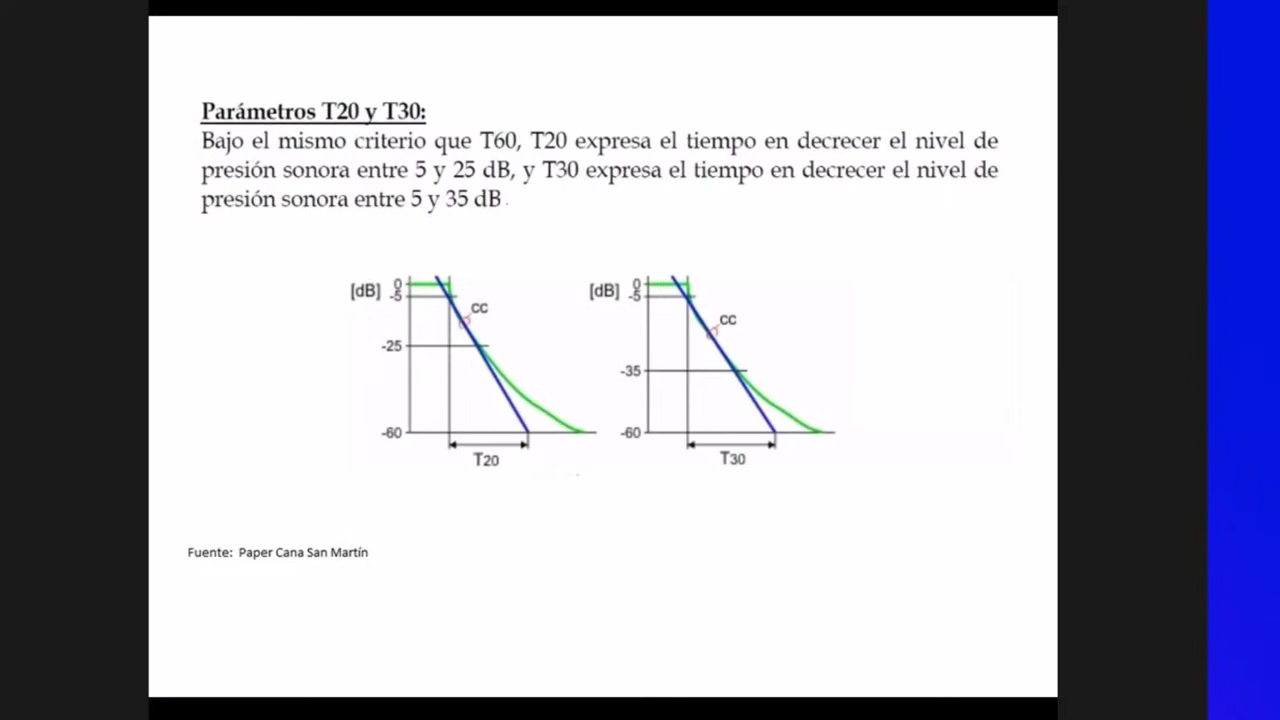 Parámetros T20 y T30:
Bajo el mismo criterio que T60, T20 expresa el tiempo en decrecer el nivel de
presión sonora entre 5 y 25 dB, y T30 expresa el tiempo en decrecer el nivel de
presión sonora entre 5 y 35 dB.
[dB]
0
-5
-25
-60
cc
T20
[dB]
0
-5
-35
-60
cc
T30
Fuente: Paper Cana San Martín